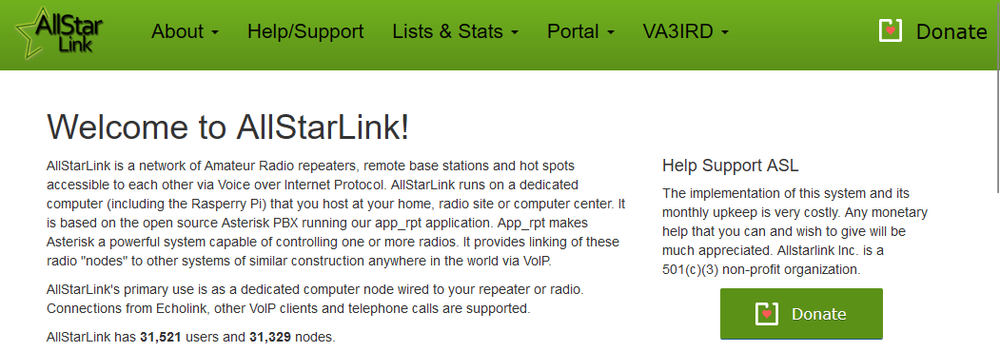 AllStar Link
About
Help/Support
Lists & Stats
Portal
VA3IRD
Donate
Welcome to AllStarLink!
AllStarLink is a network of Amateur Radio repeaters, remote base stations and hot spots
accessible to each other via Voice over Internet Protocol. AllStarLink runs on a dedicated
computer (including the Rasperry Pi) that you host at your home, radio site or computer center. It
is based on the open source Asterisk PBX running our app_rpt application. App_rpt makes
Asterisk a powerful system capable of controlling one or more radios. It provides linking of these
radio "nodes" to other systems of similar construction anywhere in the world via VoIP.
AllStarLink's primary use is as a dedicated computer node wired to your repeater or radio.
Connections from Echolink, other VoIP clients and telephone calls are supported.
AllStarLink has 31,521 users and 31,329 nodes.
Help Support ASL
The implementation of this system and its
monthly upkeep is very costly. Any monetary
help that you can and wish to give will be
much appreciated. Allstarlink Inc. is a
501(c)(3) non-profit organization.
Donate